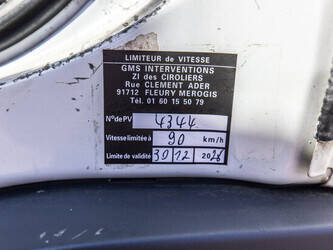 LIMITEUR de VITESSE
GMS INTERVENTIONS
ZI des CIROLIERS
Rue CLEMENT ADER
91712 FLEURY MEROGIS
Tél. 01 60 15 50 79
N° de PV 4344
Vitesse limitée à 90 km/h
Limite de validité 30 12 2026